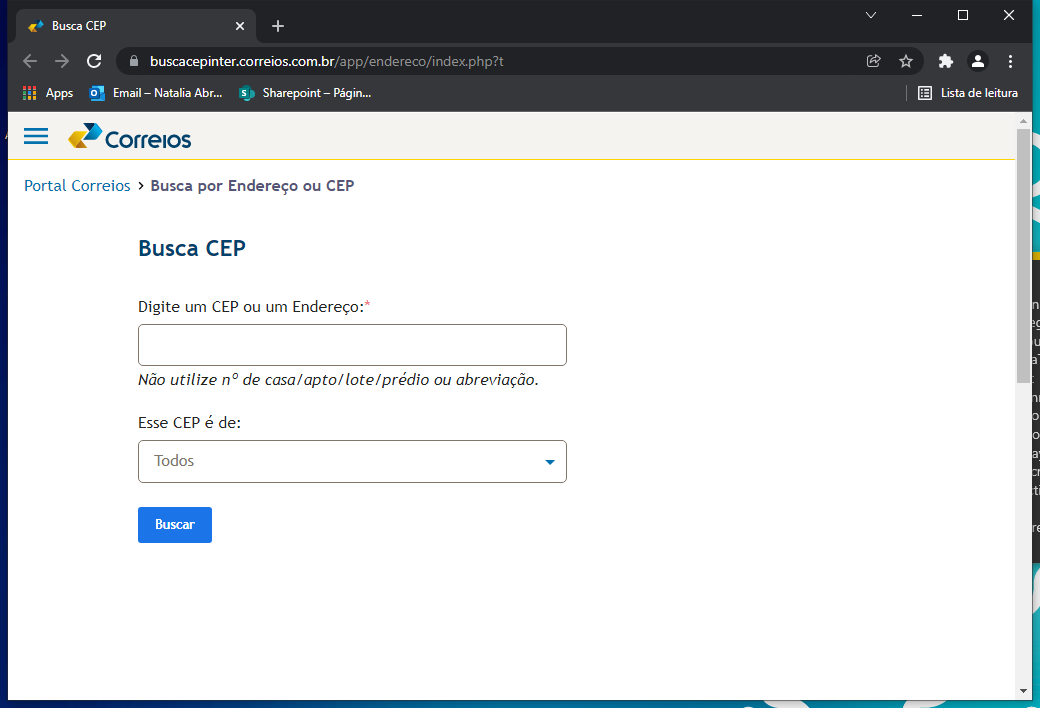 Busca CEP
buscacepinter.correios.com.br/app/endereco/index.php?t
Apps Email – Natalia Abr... Sharepoint – Págin... Lista de leitura
Correios
Portal Correios > Busca por Endereço ou CEP
Busca CEP
Digite um CEP ou um Endereço:*
Não utilize nº de casa/apto/lote/prédio ou abreviação.
Esse CEP é de:
Todos
Buscar